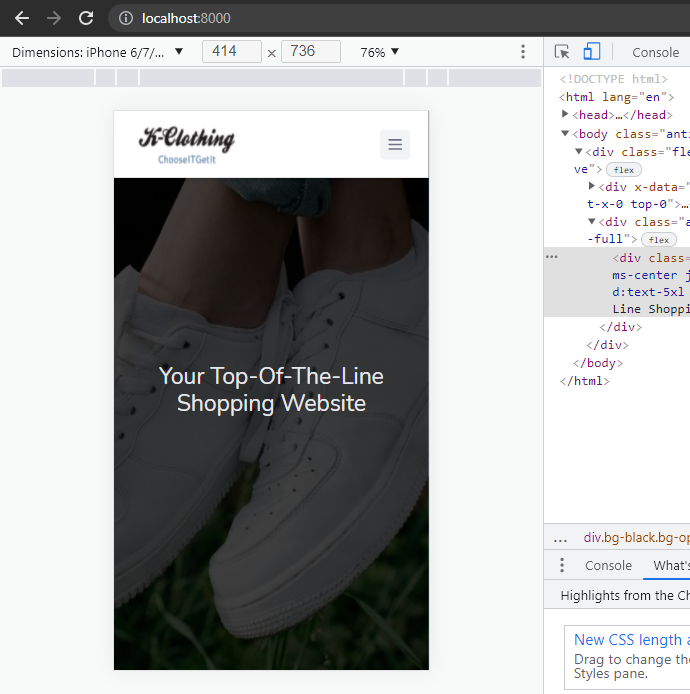 localhost:8000
Dimensions: iPhone 6/7/... ▼ 414 × 736 76% ▼
Console
<!DOCTYPE html>
<html lang="en">
▶<head>…</head>
▼<body class="anti
▼<div class="fle
ve"> flex
▶<div x-data="
t-x-0 top-0">…
▼<div class="a
-full"> flex
... <div class=
ms-center j
d:text-5xl
Line Shoppi
</div>
</div>
</body>
</html>
K-Clothing
ChooseITGetit
Your Top-Of-The-Line
Shopping Website
... div.bg-black.bg-op
Console What's
Highlights from the Ch
New CSS length a
Drag to change the
Styles pane.